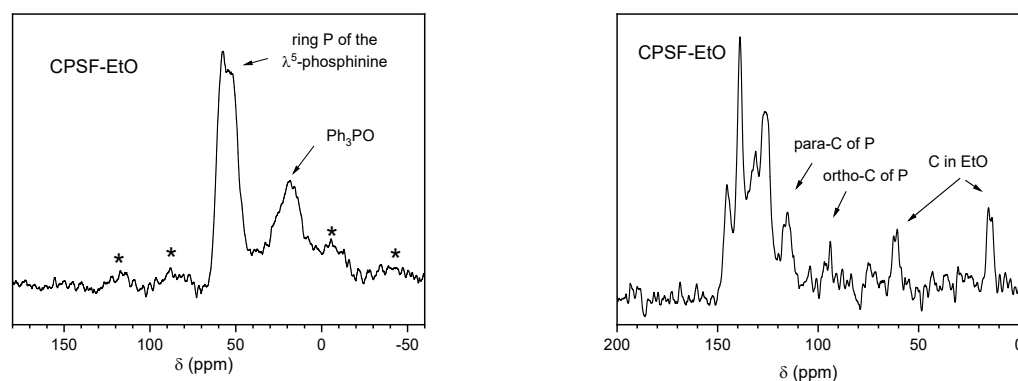 ring P of the
λ⁵-phosphinine
CPSF-EtO
Ph₃PO
* * * *
150 100 50 0 -50
δ (ppm)
CPSF-EtO
para-C of P
ortho-C of P
C in EtO
200 150 100 50 0
δ (ppm)